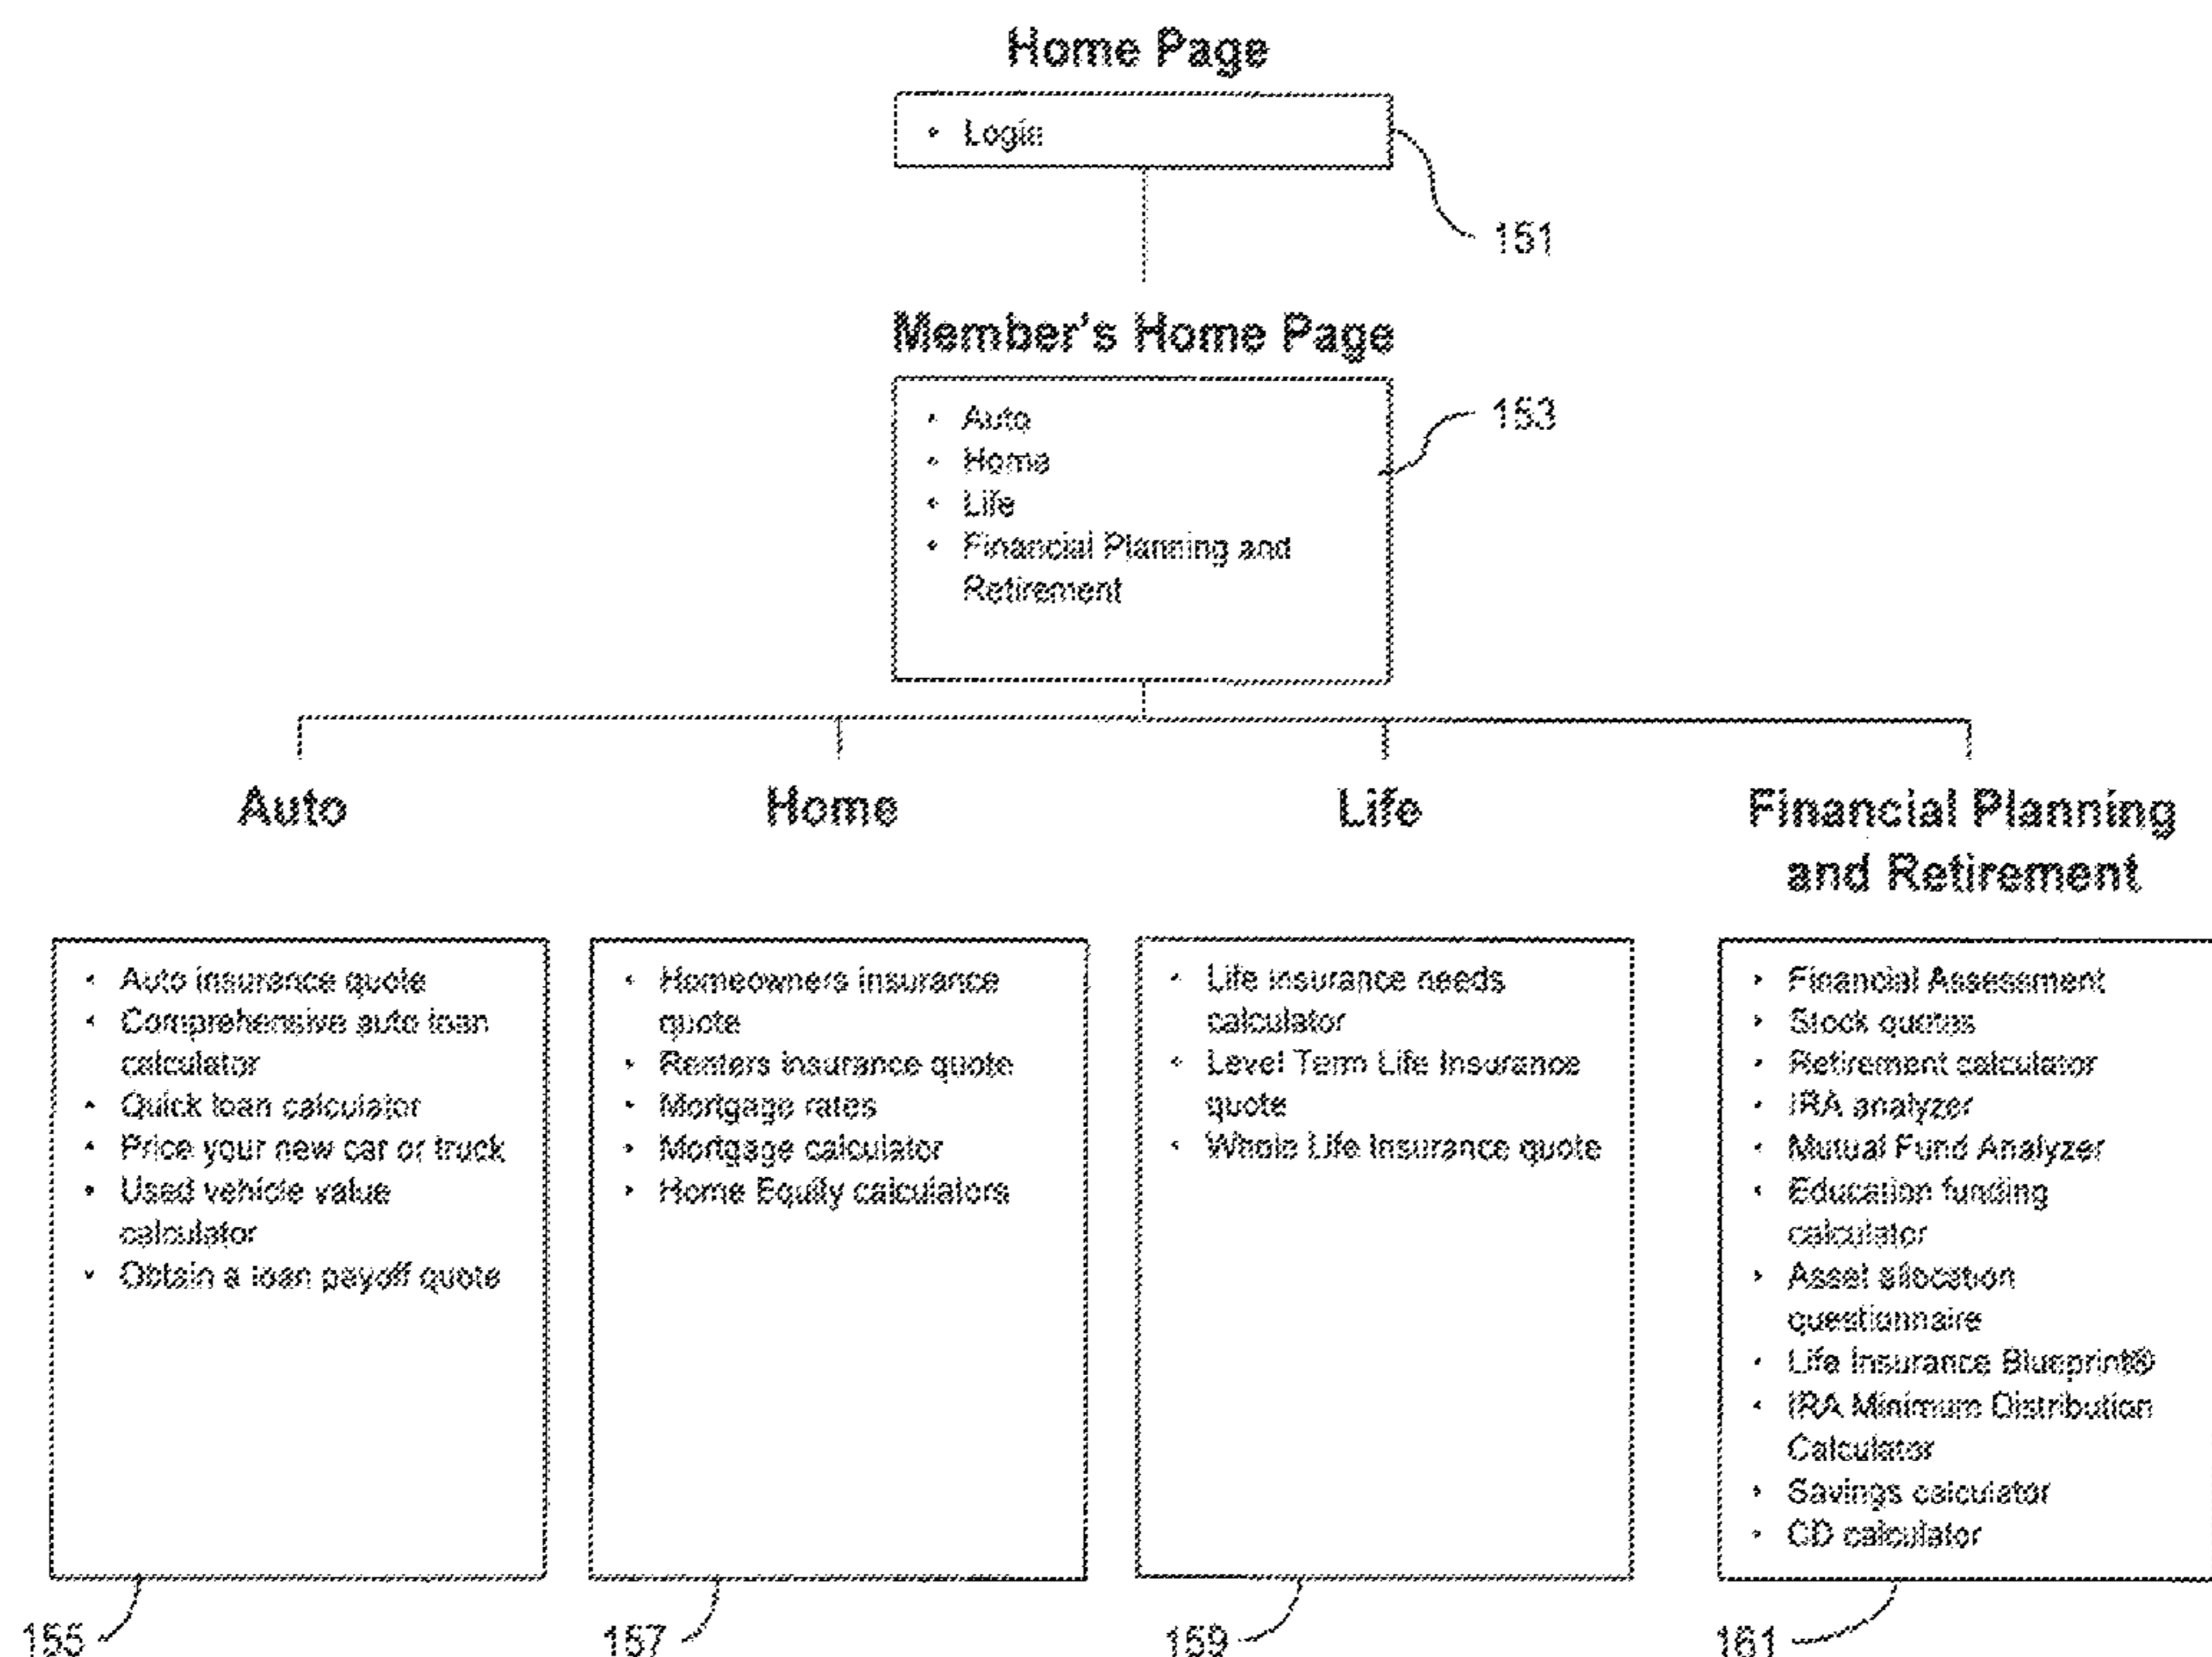 Home Page
• Login
151
Member's Home Page
• Auto
• Home
• Life
• Financial Planning and
Retirement
153
Auto
Home
Life
Financial Planning
and Retirement
• Auto insurance quote
• Comprehensive auto loan
calculator
• Quick loan calculator
• Price your new car or truck
• Used vehicle value
calculator
• Obtain a loan payoff quote
155
• Homeowners insurance
quote
• Renters insurance quote
• Mortgage rates
• Mortgage calculator
• Home Equity calculators
157
• Life insurance needs
calculator
• Level Term Life Insurance
quote
• Whole Life Insurance quote
159
• Financial Assessment
• Stock quotes
• Retirement calculator
• IRA analyzer
• Mutual Fund Analyzer
• Education funding
calculator
• Asset allocation
questionnaire
• Life Insurance Blueprint®
• IRA Minimum Distribution
Calculator
• Savings calculator
• CD calculator
161